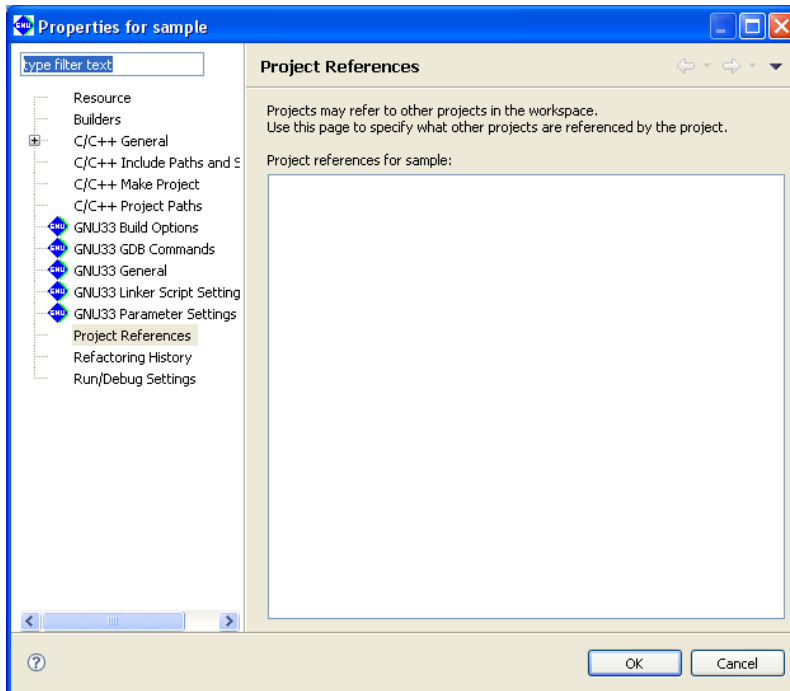 Properties for sample
type filter text
Resource
Builders
C/C++ General
C/C++ Include Paths and S
C/C++ Make Project
C/C++ Project Paths
GNU33 Build Options
GNU33 GDB Commands
GNU33 General
GNU33 Linker Script Setting
GNU33 Parameter Settings
Project References
Refactoring History
Run/Debug Settings
Project References
Projects may refer to other projects in the workspace.
Use this page to specify what other projects are referenced by the project.
Project references for sample:
OK
Cancel